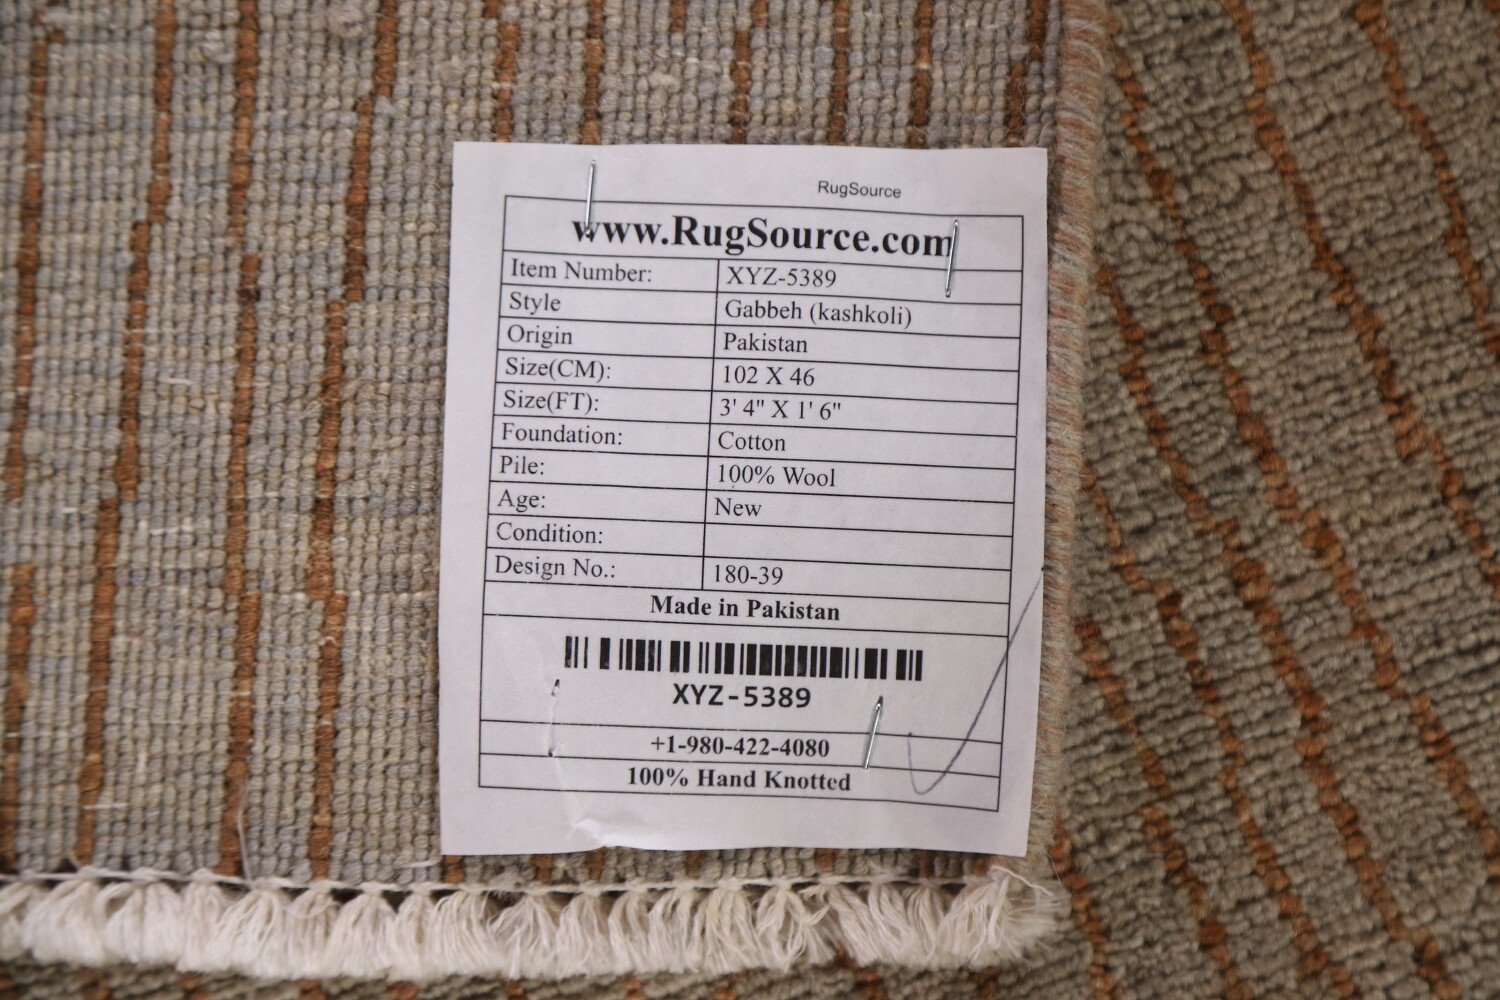 RugSource
www.RugSource.com
Item Number: XYZ-5389
Style Gabbeh (kashkoli)
Origin Pakistan
Size(CM): 102 X 46
Size(FT): 3' 4" X 1' 6"
Foundation: Cotton
Pile: 100% Wool
Age: New
Condition:
Design No.: 180-39
Made in Pakistan
XYZ-5389
+1-980-422-4080
100% Hand Knotted